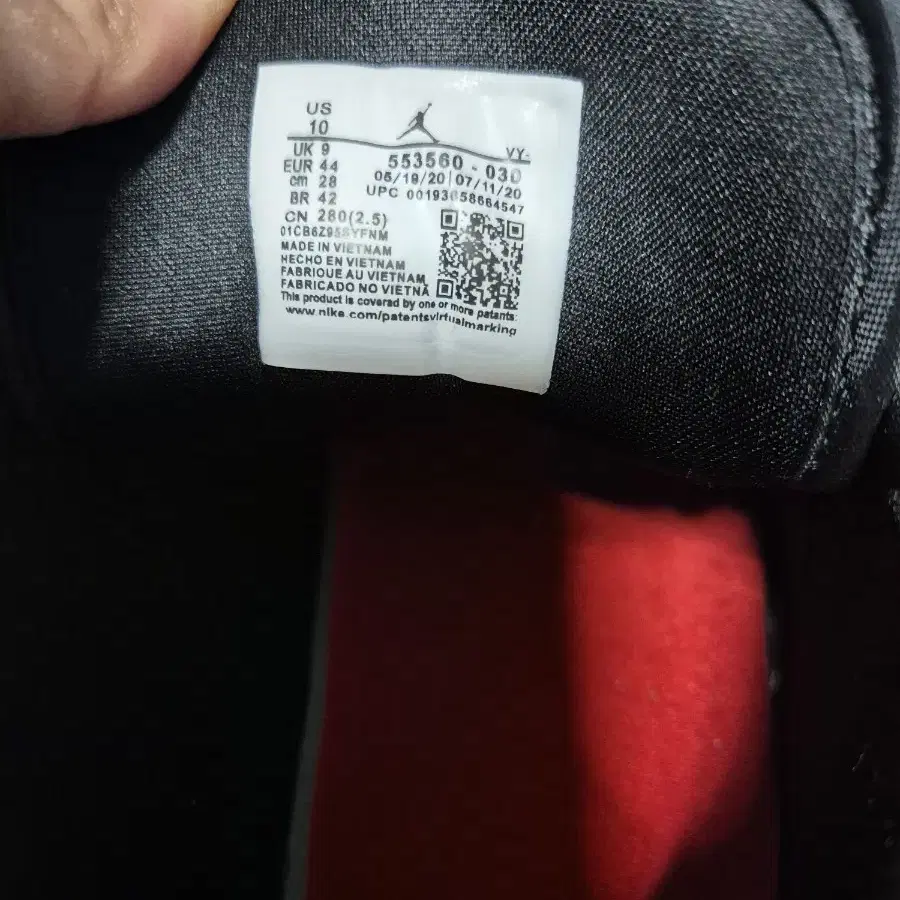 US
10
UK 9
EUR 44
cm 28
BR 42
CN 280(2.5)
VY
553560 - 030
05/19/20 07/11/20
UPC 00193658664547
MADE IN VIETNAM
HECHO EN VIETNAM
FABRIQUE AU VIETNAM
FABRICADO NO VIETNÃ
This product is covered by one or more patents:
www.nike.com/patentsvirtualmarking